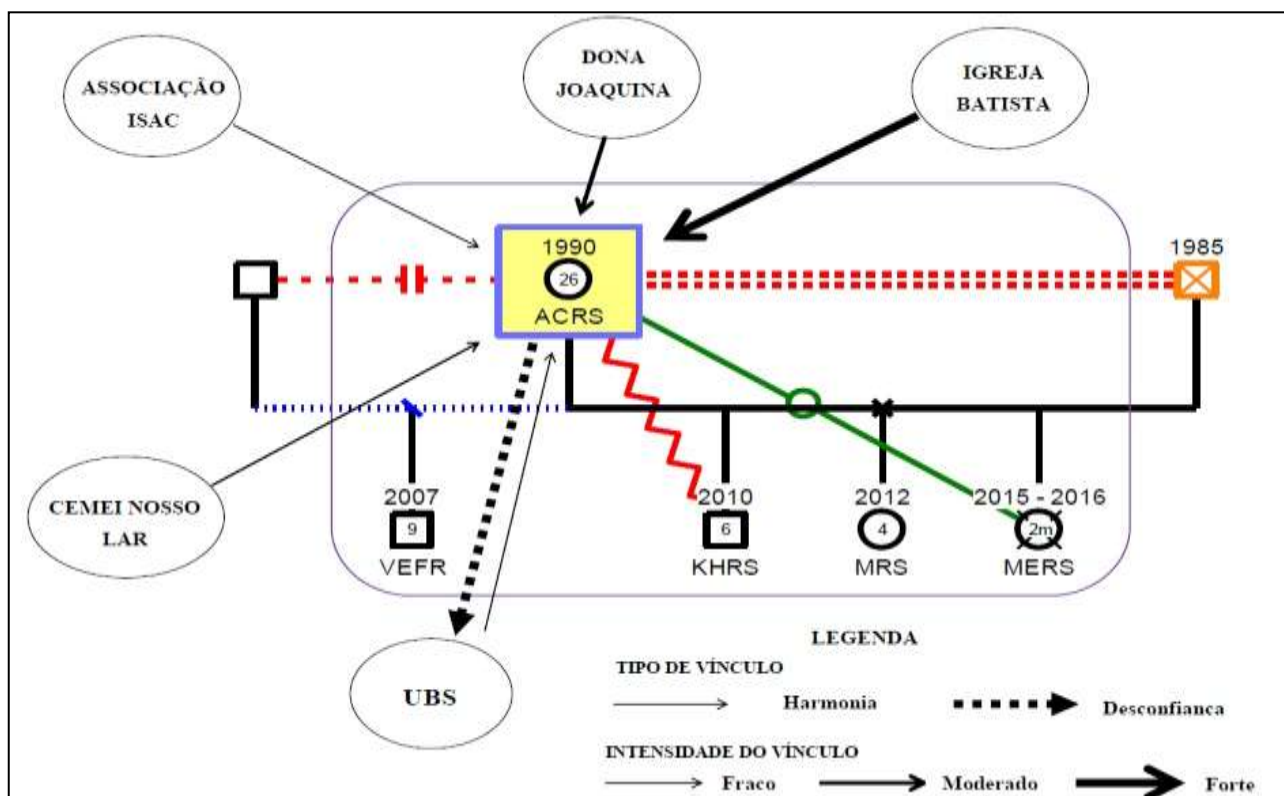 ASSOCIAÇÃO
ISAC
DONA
JOAQUINA
IGREJA
BATISTA
1990
26
ACRS
1985
CEMEI NOSSO
LAR
2007
9
VEFR
2010
6
KHRS
2012
4
MRS
2015 - 2016
2m
MERS
UBS
LEGENDA
TIPO DE VÍNCULO
Harmonia
Desconfianca
INTENSIDADE DO VÍNCULO
Fraco
Moderado
Forte